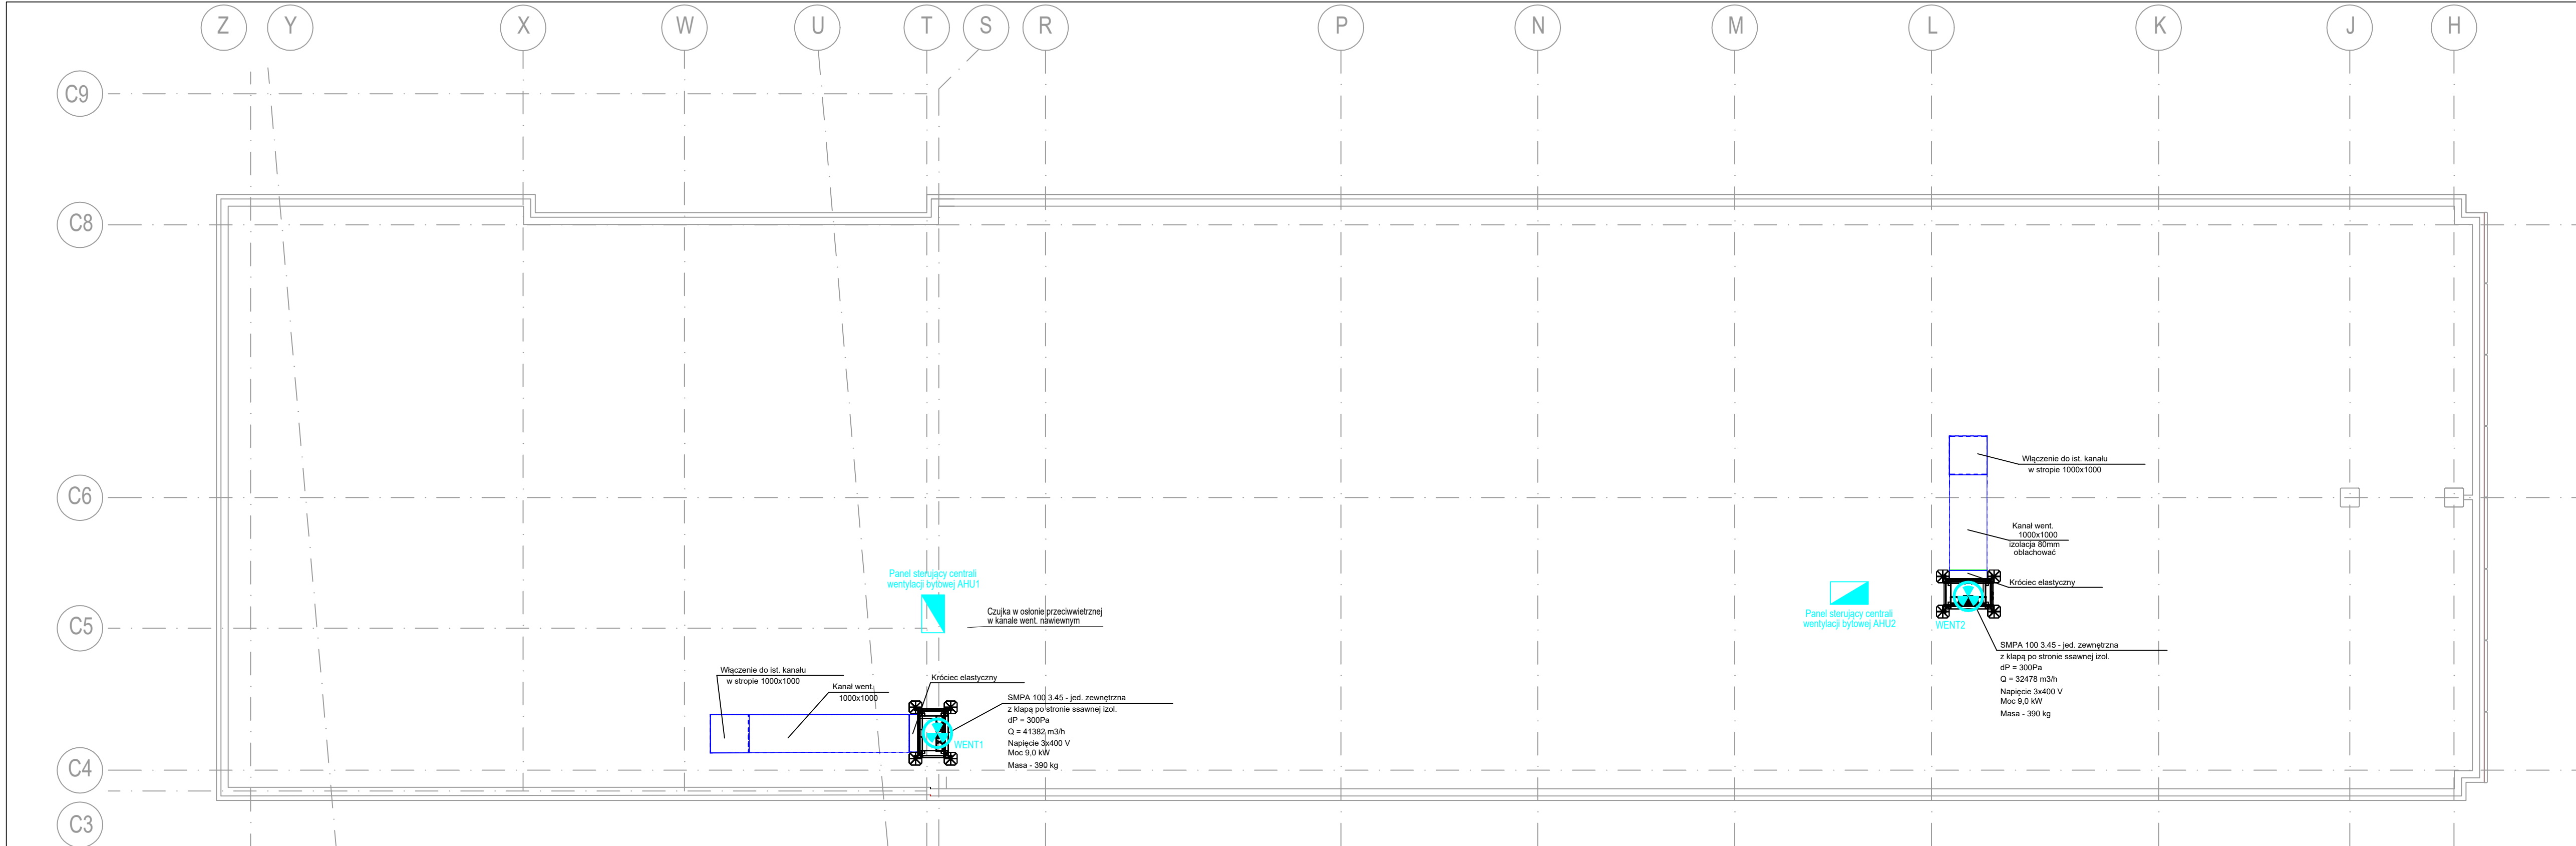 Z
Y
X
W
U
T
S
R
P
N
M
L
K
J
H
C9
C8
C6
C5
C4
C3
Panel sterujący centrali
wentylacji bytowej AHU1
Czujka w osłonie przeciwwietrznej
w kanale went. nawiewnym
Włączenie do ist. kanału
w stropie 1000x1000
Kanał went.
1000x1000
Króciec elastyczny
SMPA 100 3.45 - jed. zewnętrzna
z klapą po stronie ssawnej izol.
dP = 300Pa
Q = 41382 m3/h
Napięcie 3x400 V
Moc 9,0 kW
Masa - 390 kg
WENT1
Włączenie do ist. kanału
w stropie 1000x1000
Kanał went.
1000x1000
izolacja 80mm
oblachować
Króciec elastyczny
Panel sterujący centrali
wentylacji bytowej AHU2
WENT2
SMPA 100 3.45 - jed. zewnętrzna
z klapą po stronie ssawnej izol.
dP = 300Pa
Q = 32478 m3/h
Napięcie 3x400 V
Moc 9,0 kW
Masa - 390 kg